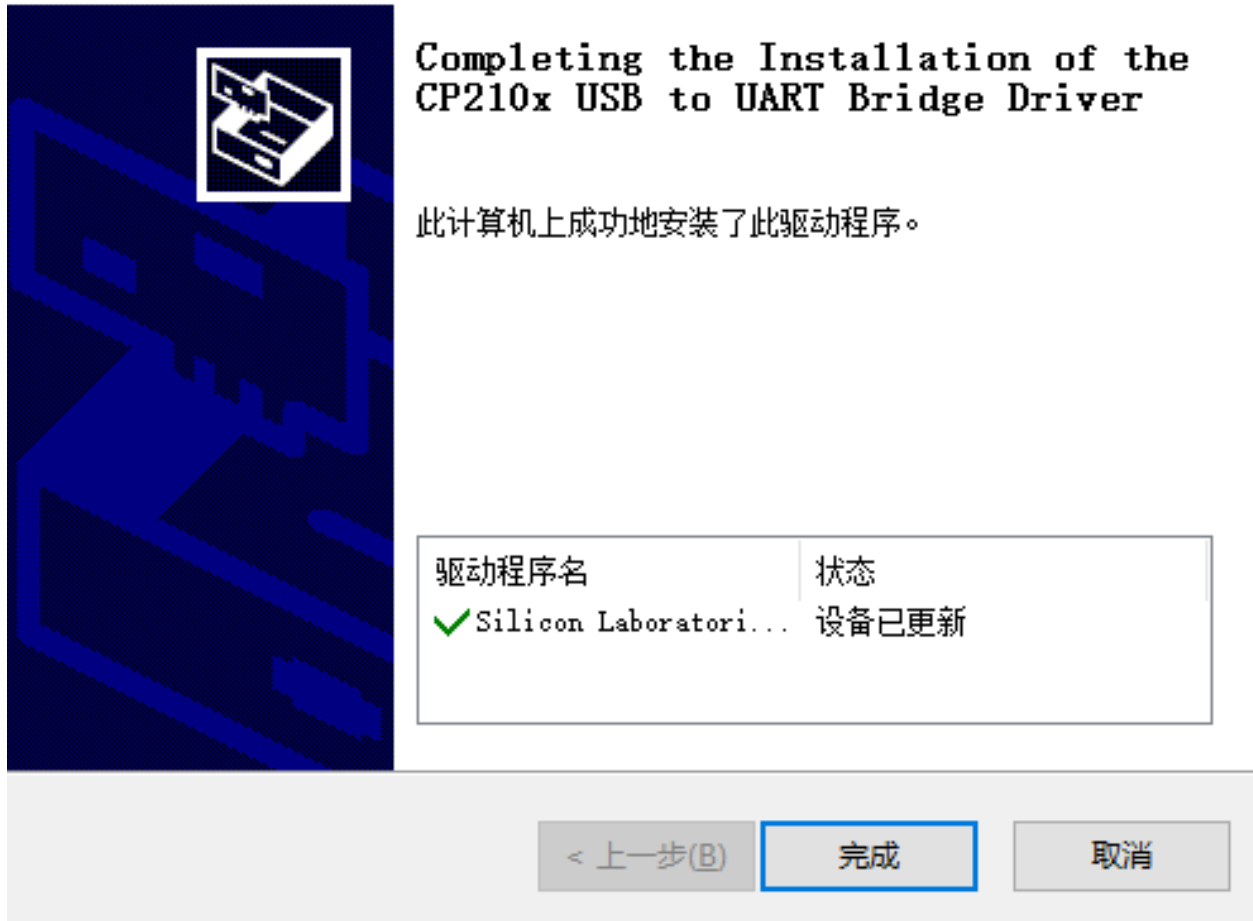 Completing the Installation of the
CP210x USB to UART Bridge Driver
此计算机上成功地安装了此驱动程序。
驱动程序名 状态
Silicon Laboratori... 设备已更新
< 上一步(B) 完成 取消